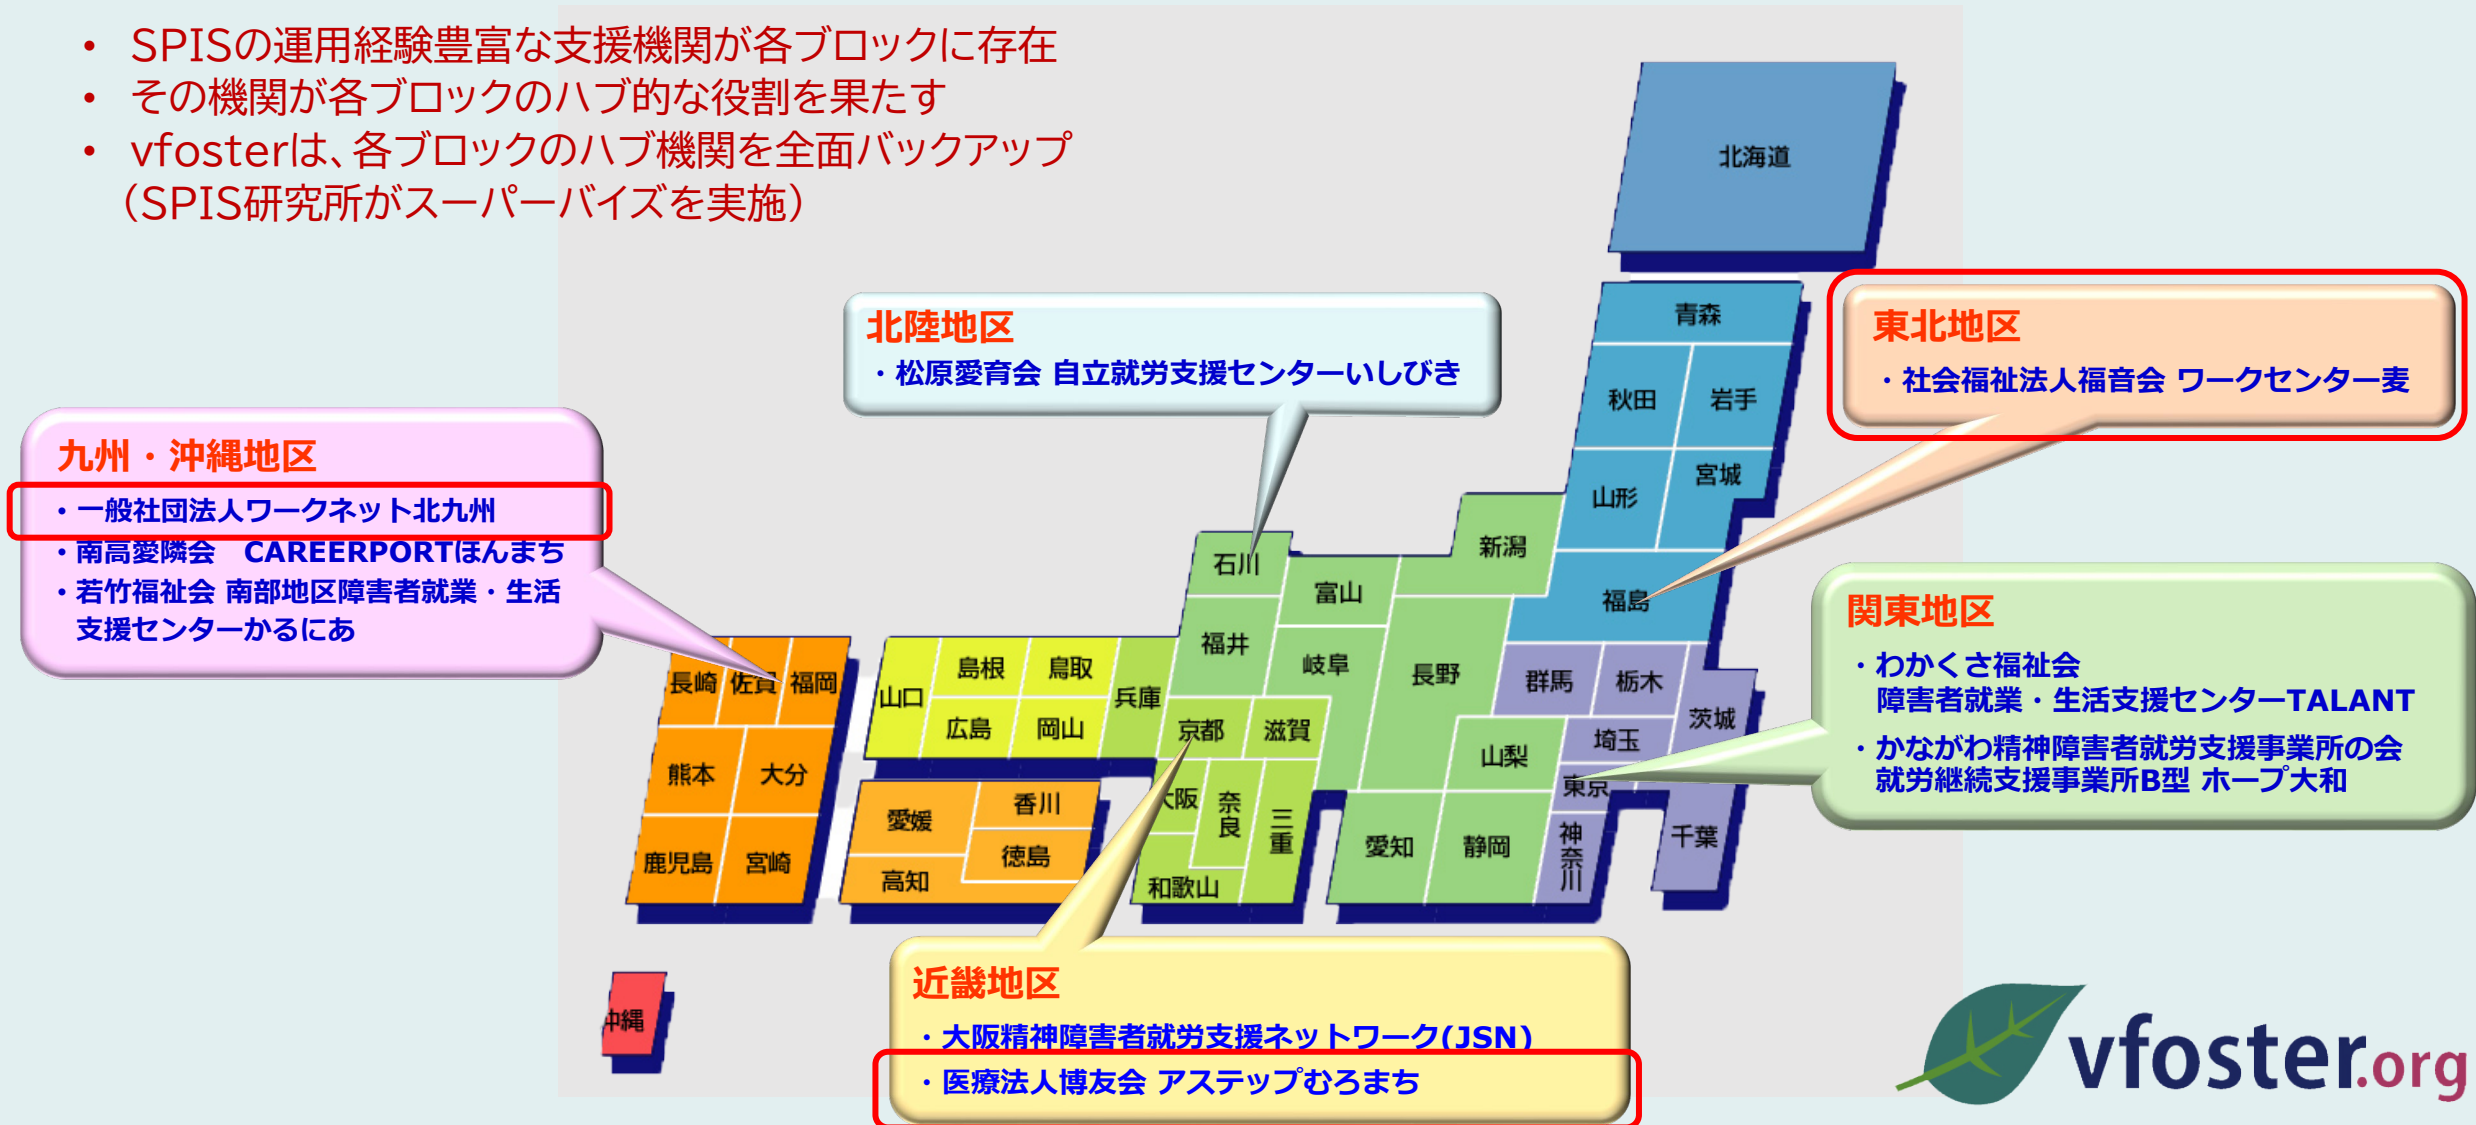 ・ SPISの運用経験豊富な支援機関が各ブロックに存在
・ その機関が各ブロックのハブ的な役割を果たす
・ vfosterは、各ブロックのハブ機関を全面バックアップ
（SPIS研究所がスーパーバイズを実施）
北海道
青森
秋田
岩手
山形
宮城
福島
東北地区
・社会福祉法人福音会 ワークセンター麦
北陸地区
・松原愛育会 自立就労支援センターいしびき
九州・沖縄地区
・一般社団法人ワークネット北九州
・南高愛隣会　CAREERPORTほんまち
・若竹福祉会 南部地区障害者就業・生活
支援センターかるにあ
関東地区
・わかくさ福祉会
障害者就業・生活支援センターTALANT
・かながわ精神障害者就労支援事業所の会
就労継続支援事業所B型 ホープ大和
新潟
石川
富山
福井
岐阜
長野
群馬
栃木
茨城
埼玉
山梨
東京
神奈川
千葉
愛知
静岡
長崎
佐賀
福岡
熊本
大分
鹿児島
宮崎
山口
島根
鳥取
広島
岡山
兵庫
京都
滋賀
大阪
奈良
三重
和歌山
愛媛
香川
徳島
高知
沖縄
近畿地区
・大阪精神障害者就労支援ネットワーク(JSN)
・医療法人博友会 アステップむろまち
vfoster.org